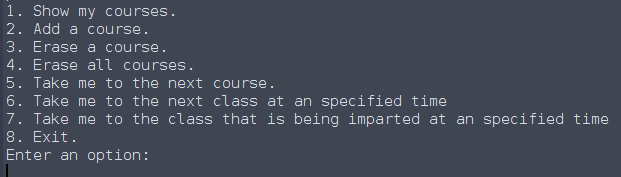 1. Show my courses.
2. Add a course.
3. Erase a course.
4. Erase all courses.
5. Take me to the next course.
6. Take me to the next class at an specified time
7. Take me to the class that is being imparted at an specified time
8. Exit.
Enter an option: